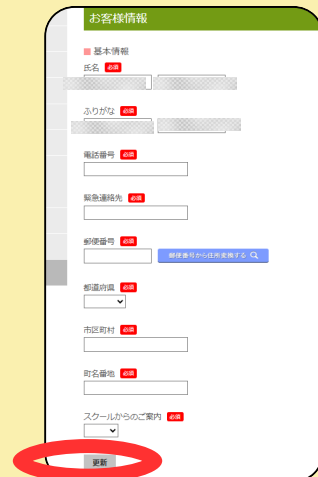 お客様情報
基本情報
氏名 必須
ふりがな 必須
電話番号 必須
緊急連絡先 必須
郵便番号 必須
郵便番号から住所変換する
都道府県 必須
市区町村 必須
町名番地 必須
スクールからのご案内 必須
更新